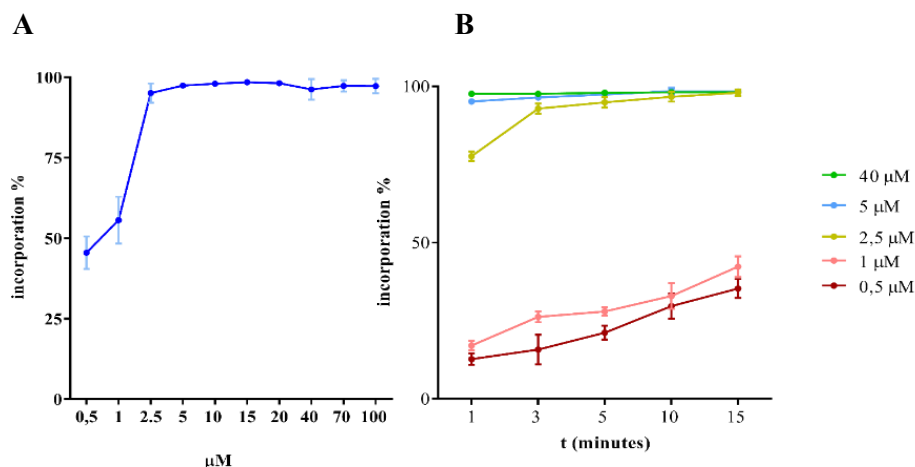 A
B
incorporation %
100
75
50
25
0
0,5 1 2.5 5 10 15 20 40 70 100
µM
incorporation %
100
50
0
1 3 5 10 15
t (minutes)
40 µM
5 µM
2,5 µM
1 µM
0,5 µM